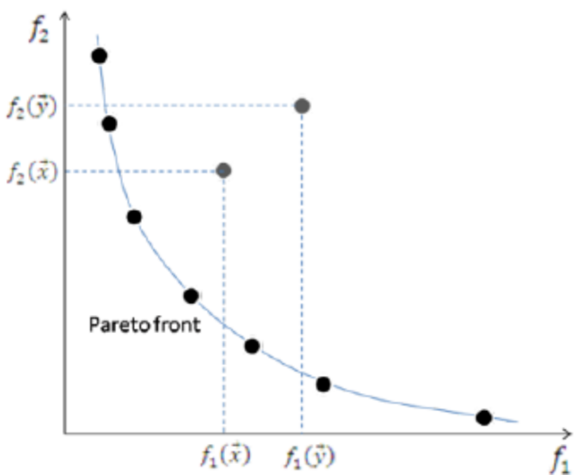 f₂
f₂(y⃗)
f₂(x⃗)
Pareto front
f₁(x⃗) f₁(y⃗)
f₁